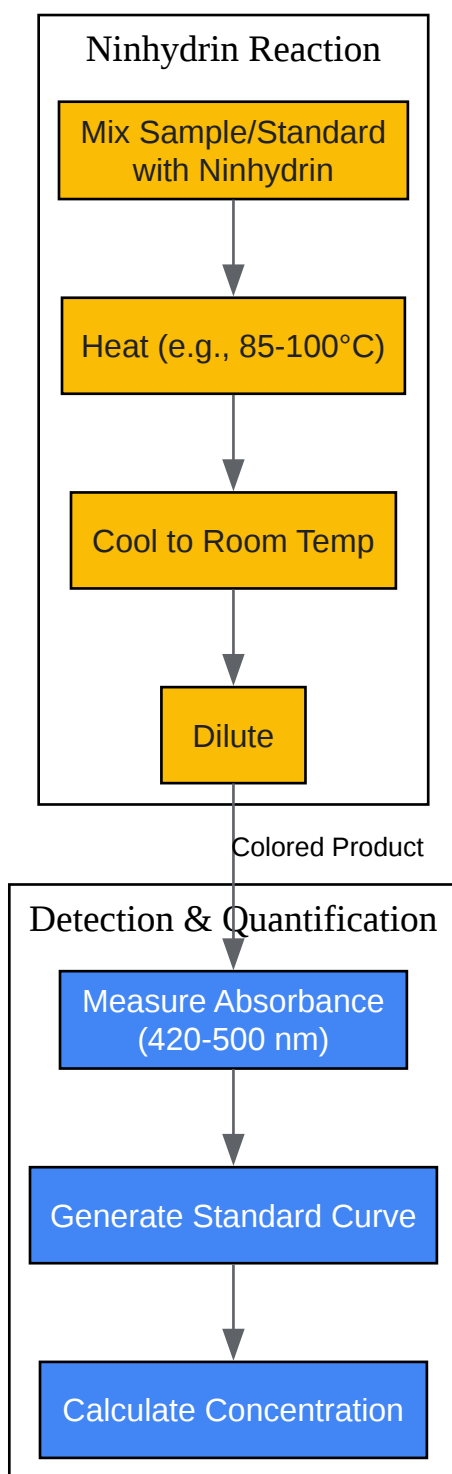 Ninhydrin Reaction
Mix Sample/Standard
with Ninhydrin
Heat (e.g., 85-100°C)
Cool to Room Temp
Dilute
Colored Product
Detection & Quantification
Measure Absorbance
(420-500 nm)
Generate Standard Curve
Calculate Concentration